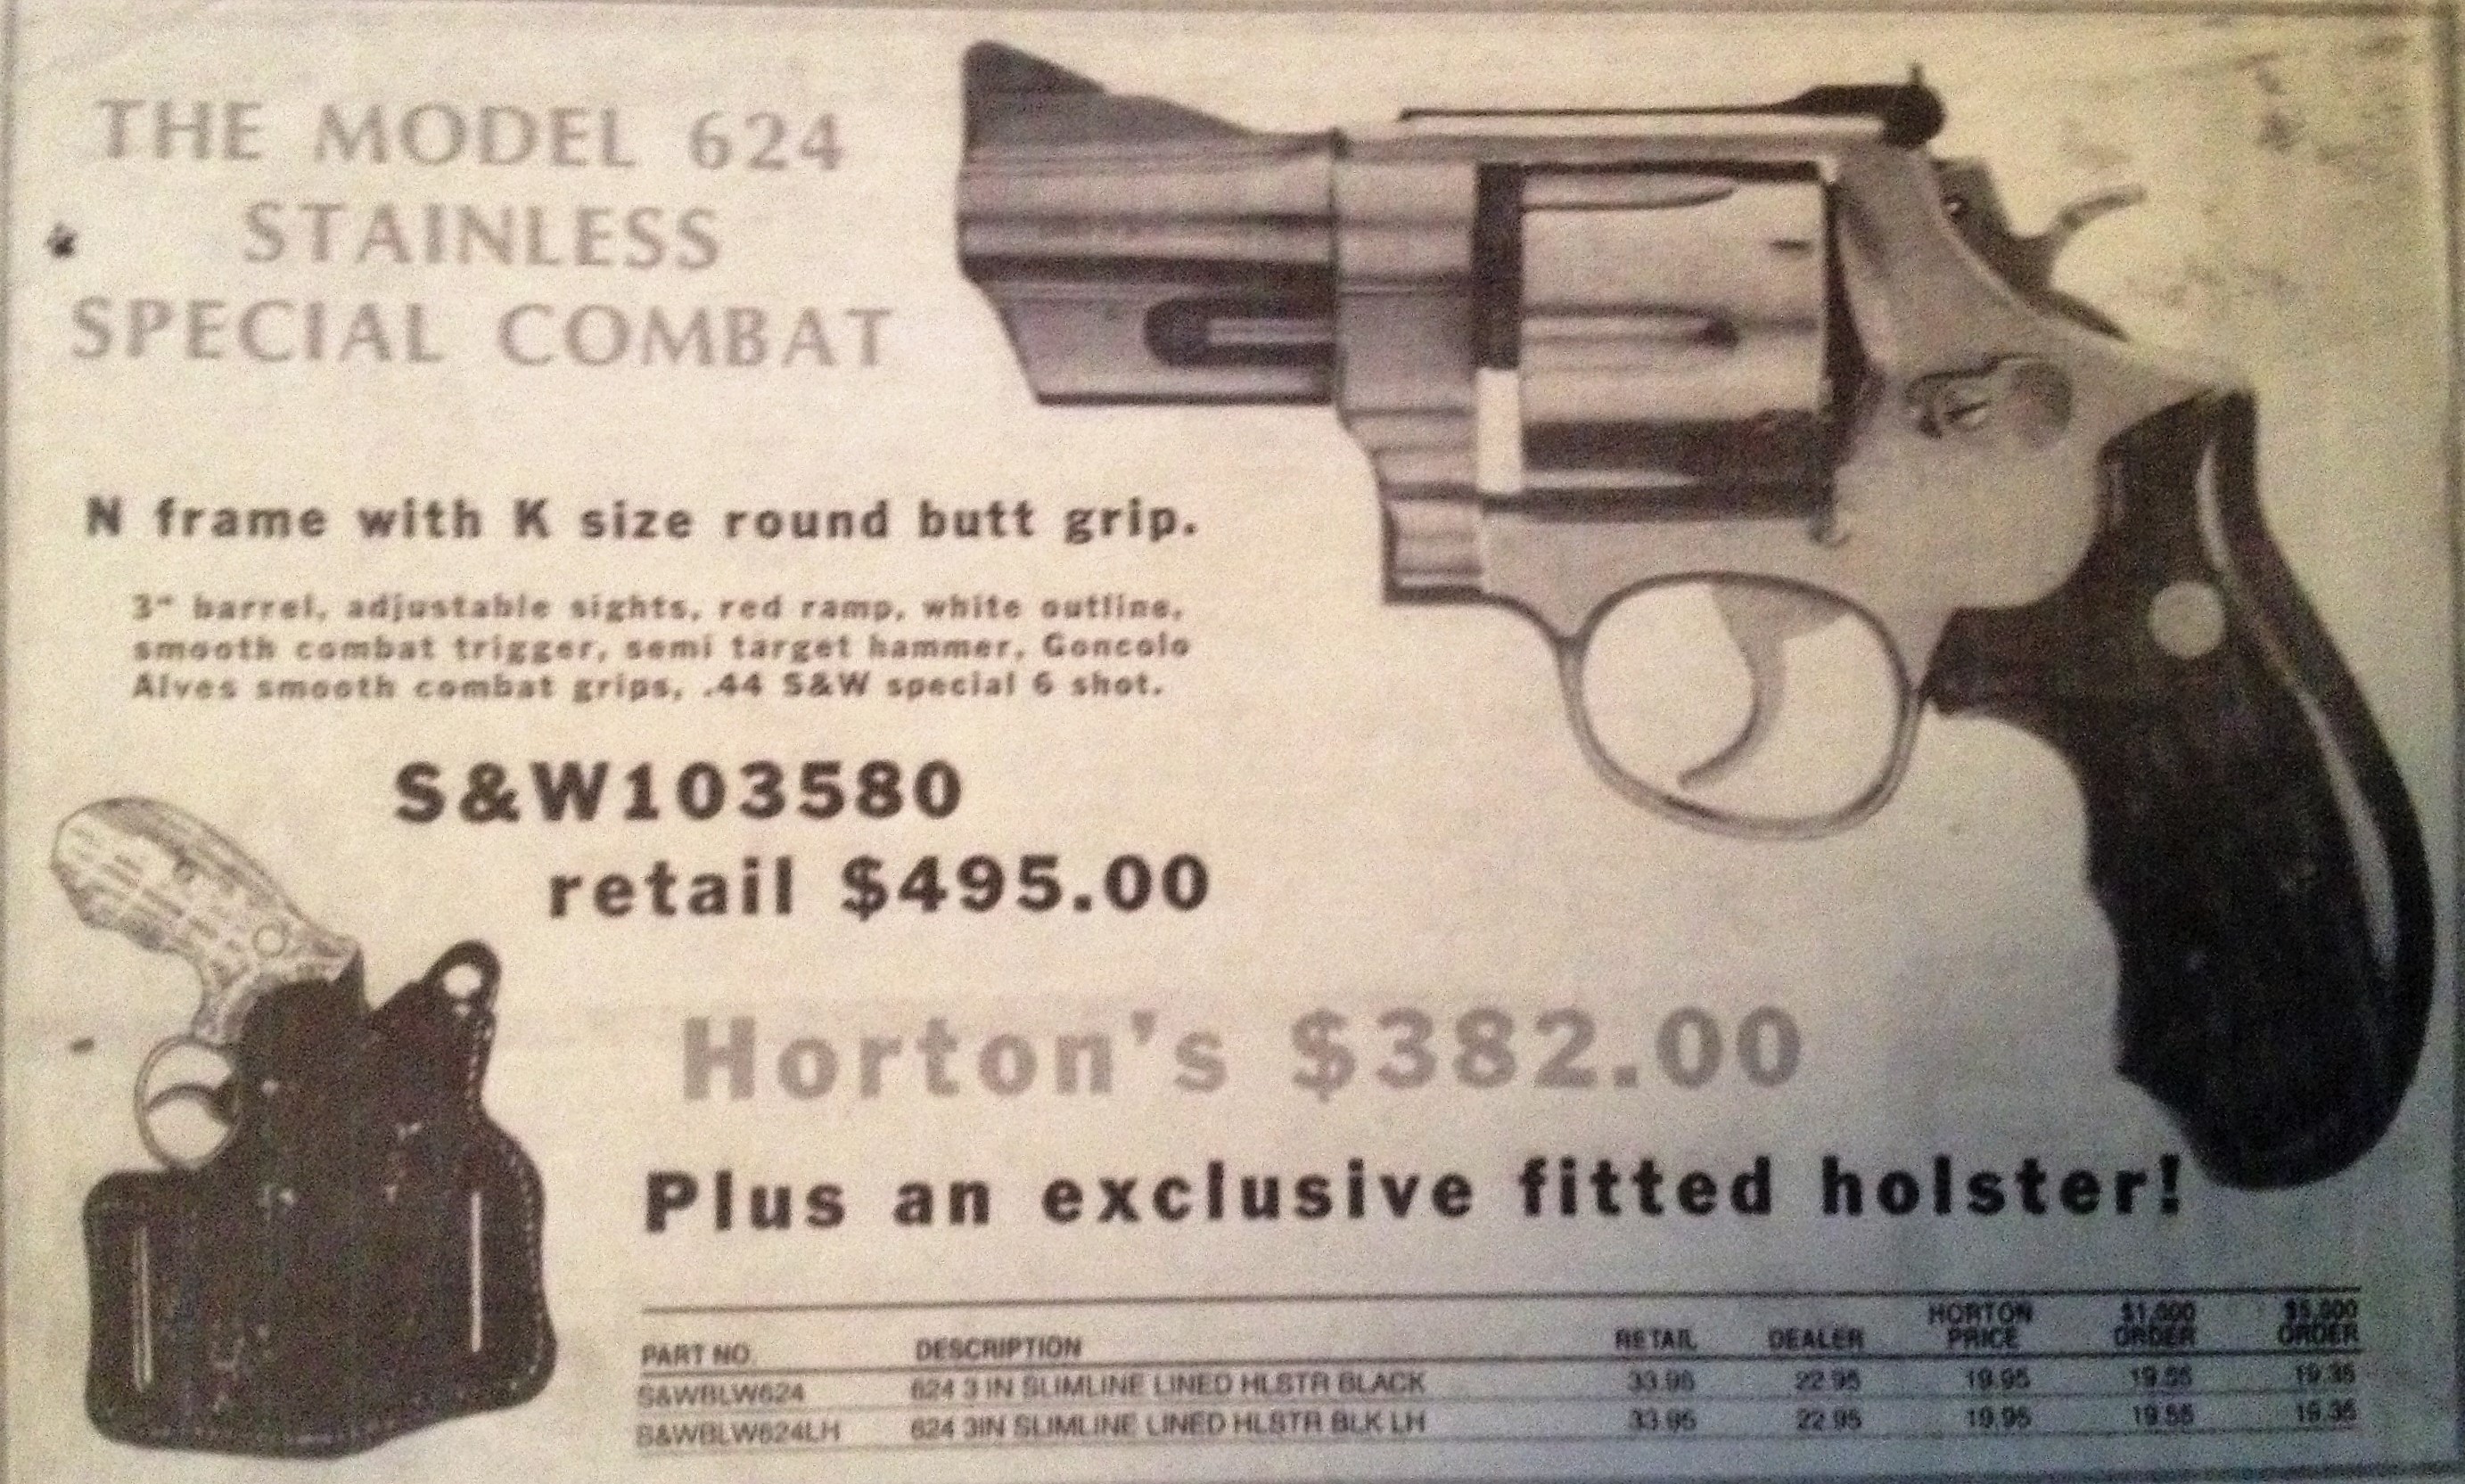 THE MODEL 624
STAINLESS
SPECIAL COMBAT
N frame with K size round butt grip.
3" barrel, adjustable sights, red ramp, white outline,
smooth combat trigger, semi target hammer, Goncolo
Alves smooth combat grips, .44 S&W special 6 shot.
S&W103580
retail $495.00
Horton's $382.00
Plus an exclusive fitted holster!
PART NO. DESCRIPTION RETAIL DEALER HORTON PRICE $1,000 ORDER $5,000 ORDER
S&WBLW624 624 3 IN SLIMLINE LINED HLSTR BLACK 33.95 22.95 19.95 19.55 19.35
S&WBLW624LH 624 3IN SLIMLINE LINED HLSTR BLK LH 33.95 22.95 19.95 19.55 19.35